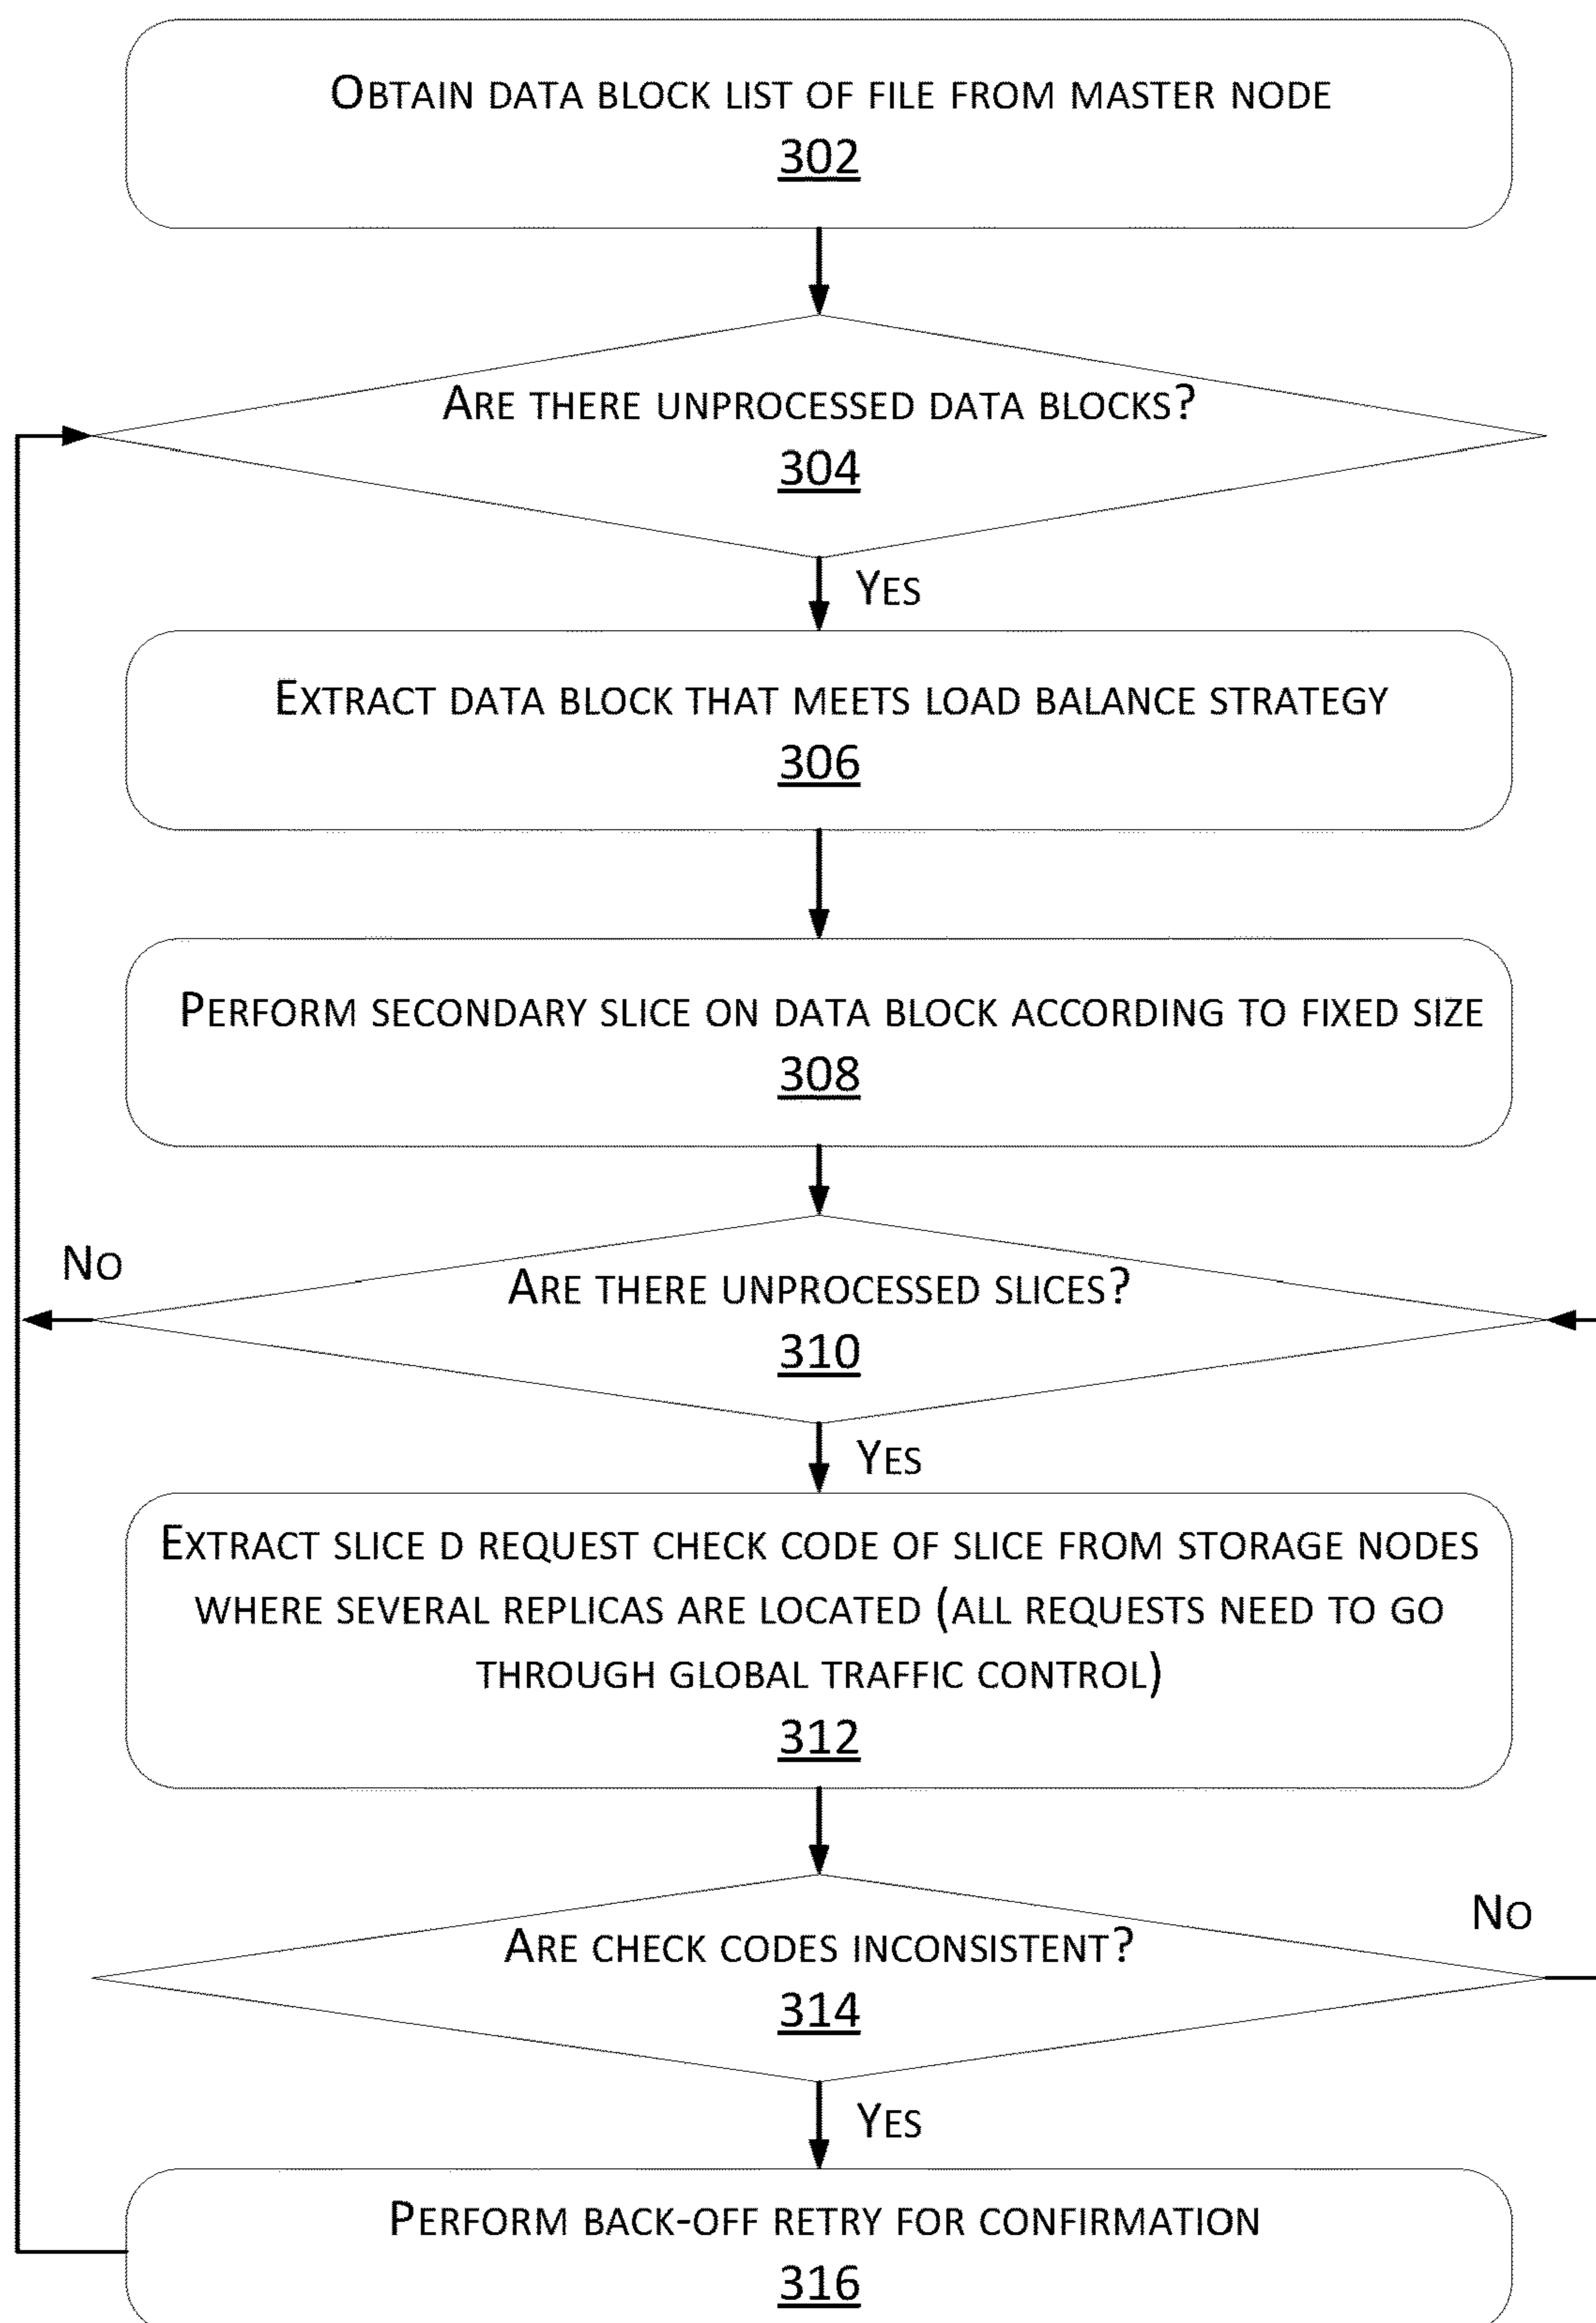 OBTAIN DATA BLOCK LIST OF FILE FROM MASTER NODE
302
ARE THERE UNPROCESSED DATA BLOCKS?
304
YES
EXTRACT DATA BLOCK THAT MEETS LOAD BALANCE STRATEGY
306
PERFORM SECONDARY SLICE ON DATA BLOCK ACCORDING TO FIXED SIZE
308
NO
ARE THERE UNPROCESSED SLICES?
310
YES
EXTRACT SLICE D REQUEST CHECK CODE OF SLICE FROM STORAGE NODES
WHERE SEVERAL REPLICAS ARE LOCATED (ALL REQUESTS NEED TO GO
THROUGH GLOBAL TRAFFIC CONTROL)
312
NO
ARE CHECK CODES INCONSISTENT?
314
YES
PERFORM BACK-OFF RETRY FOR CONFIRMATION
316